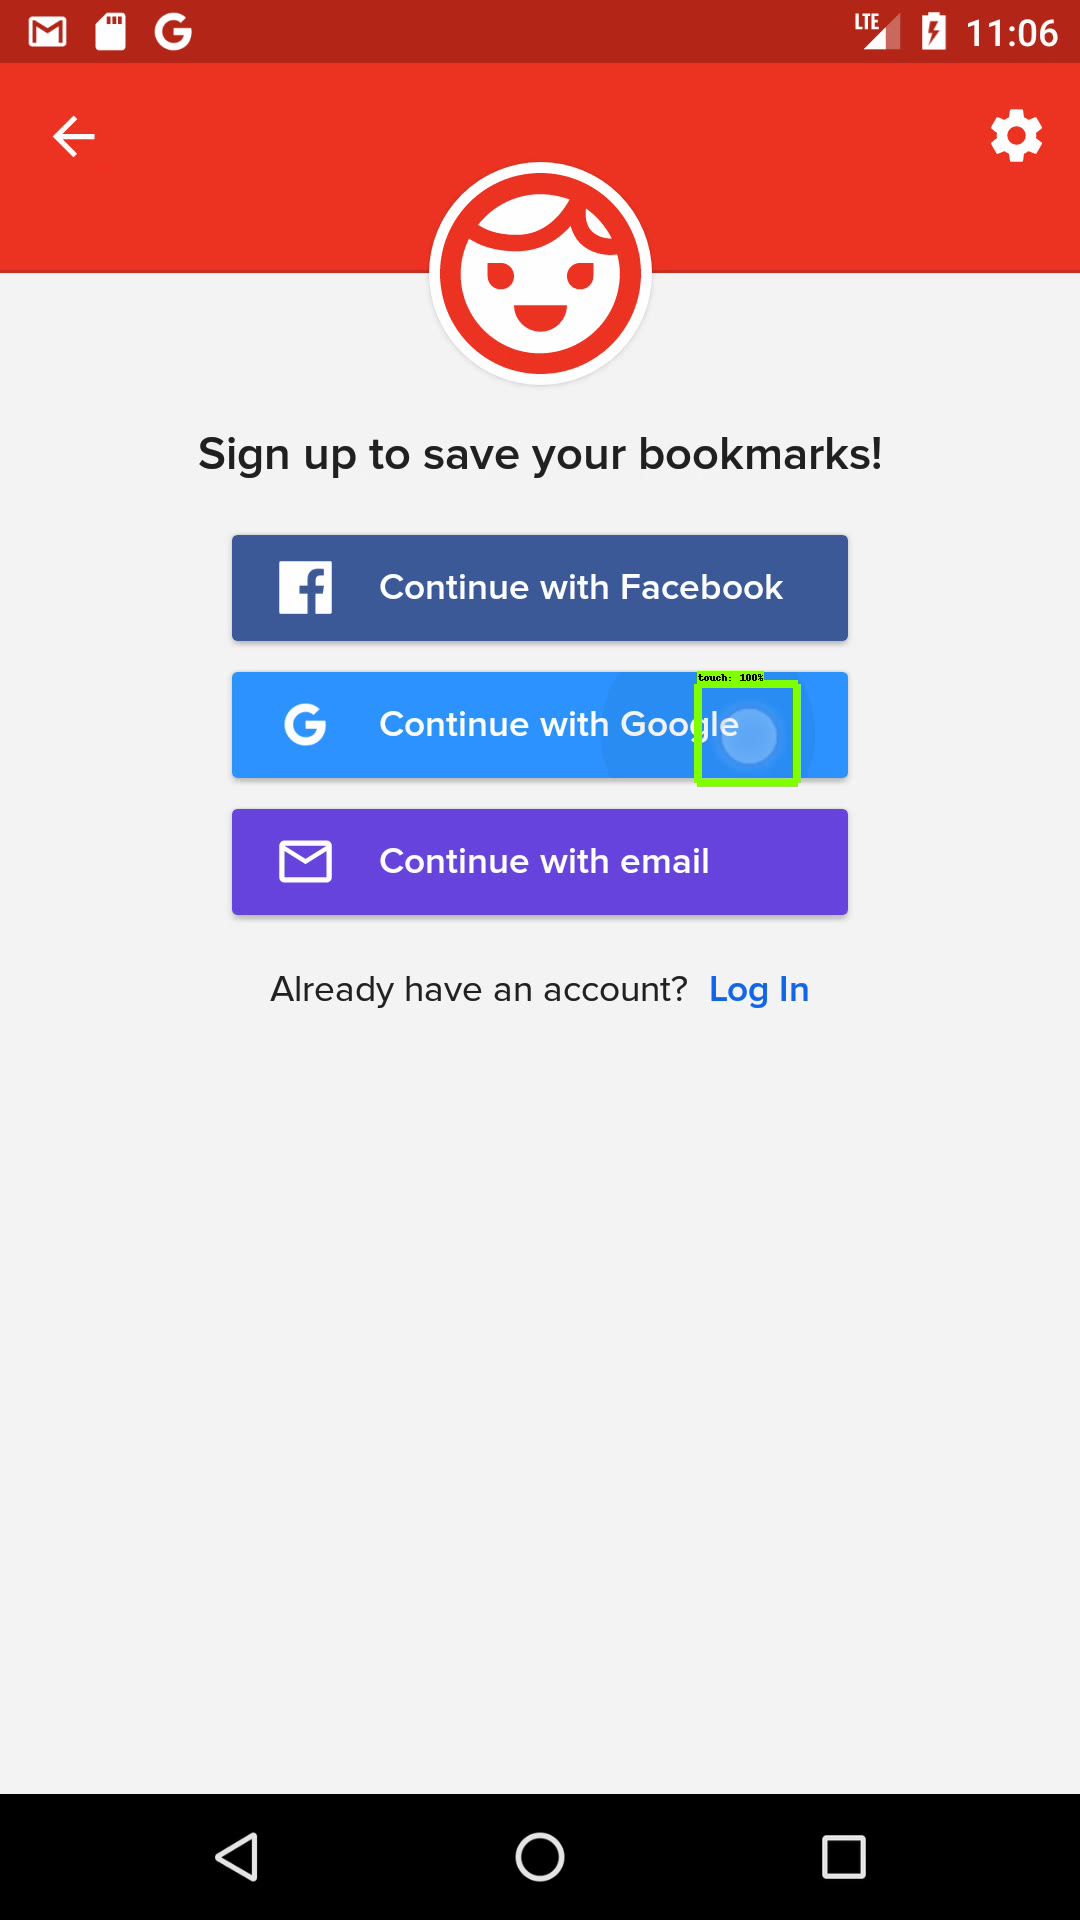 LTE 11:06
Sign up to save your bookmarks!
Continue with Facebook
touch: 100%
Continue with Google
Continue with email
Already have an account? Log In